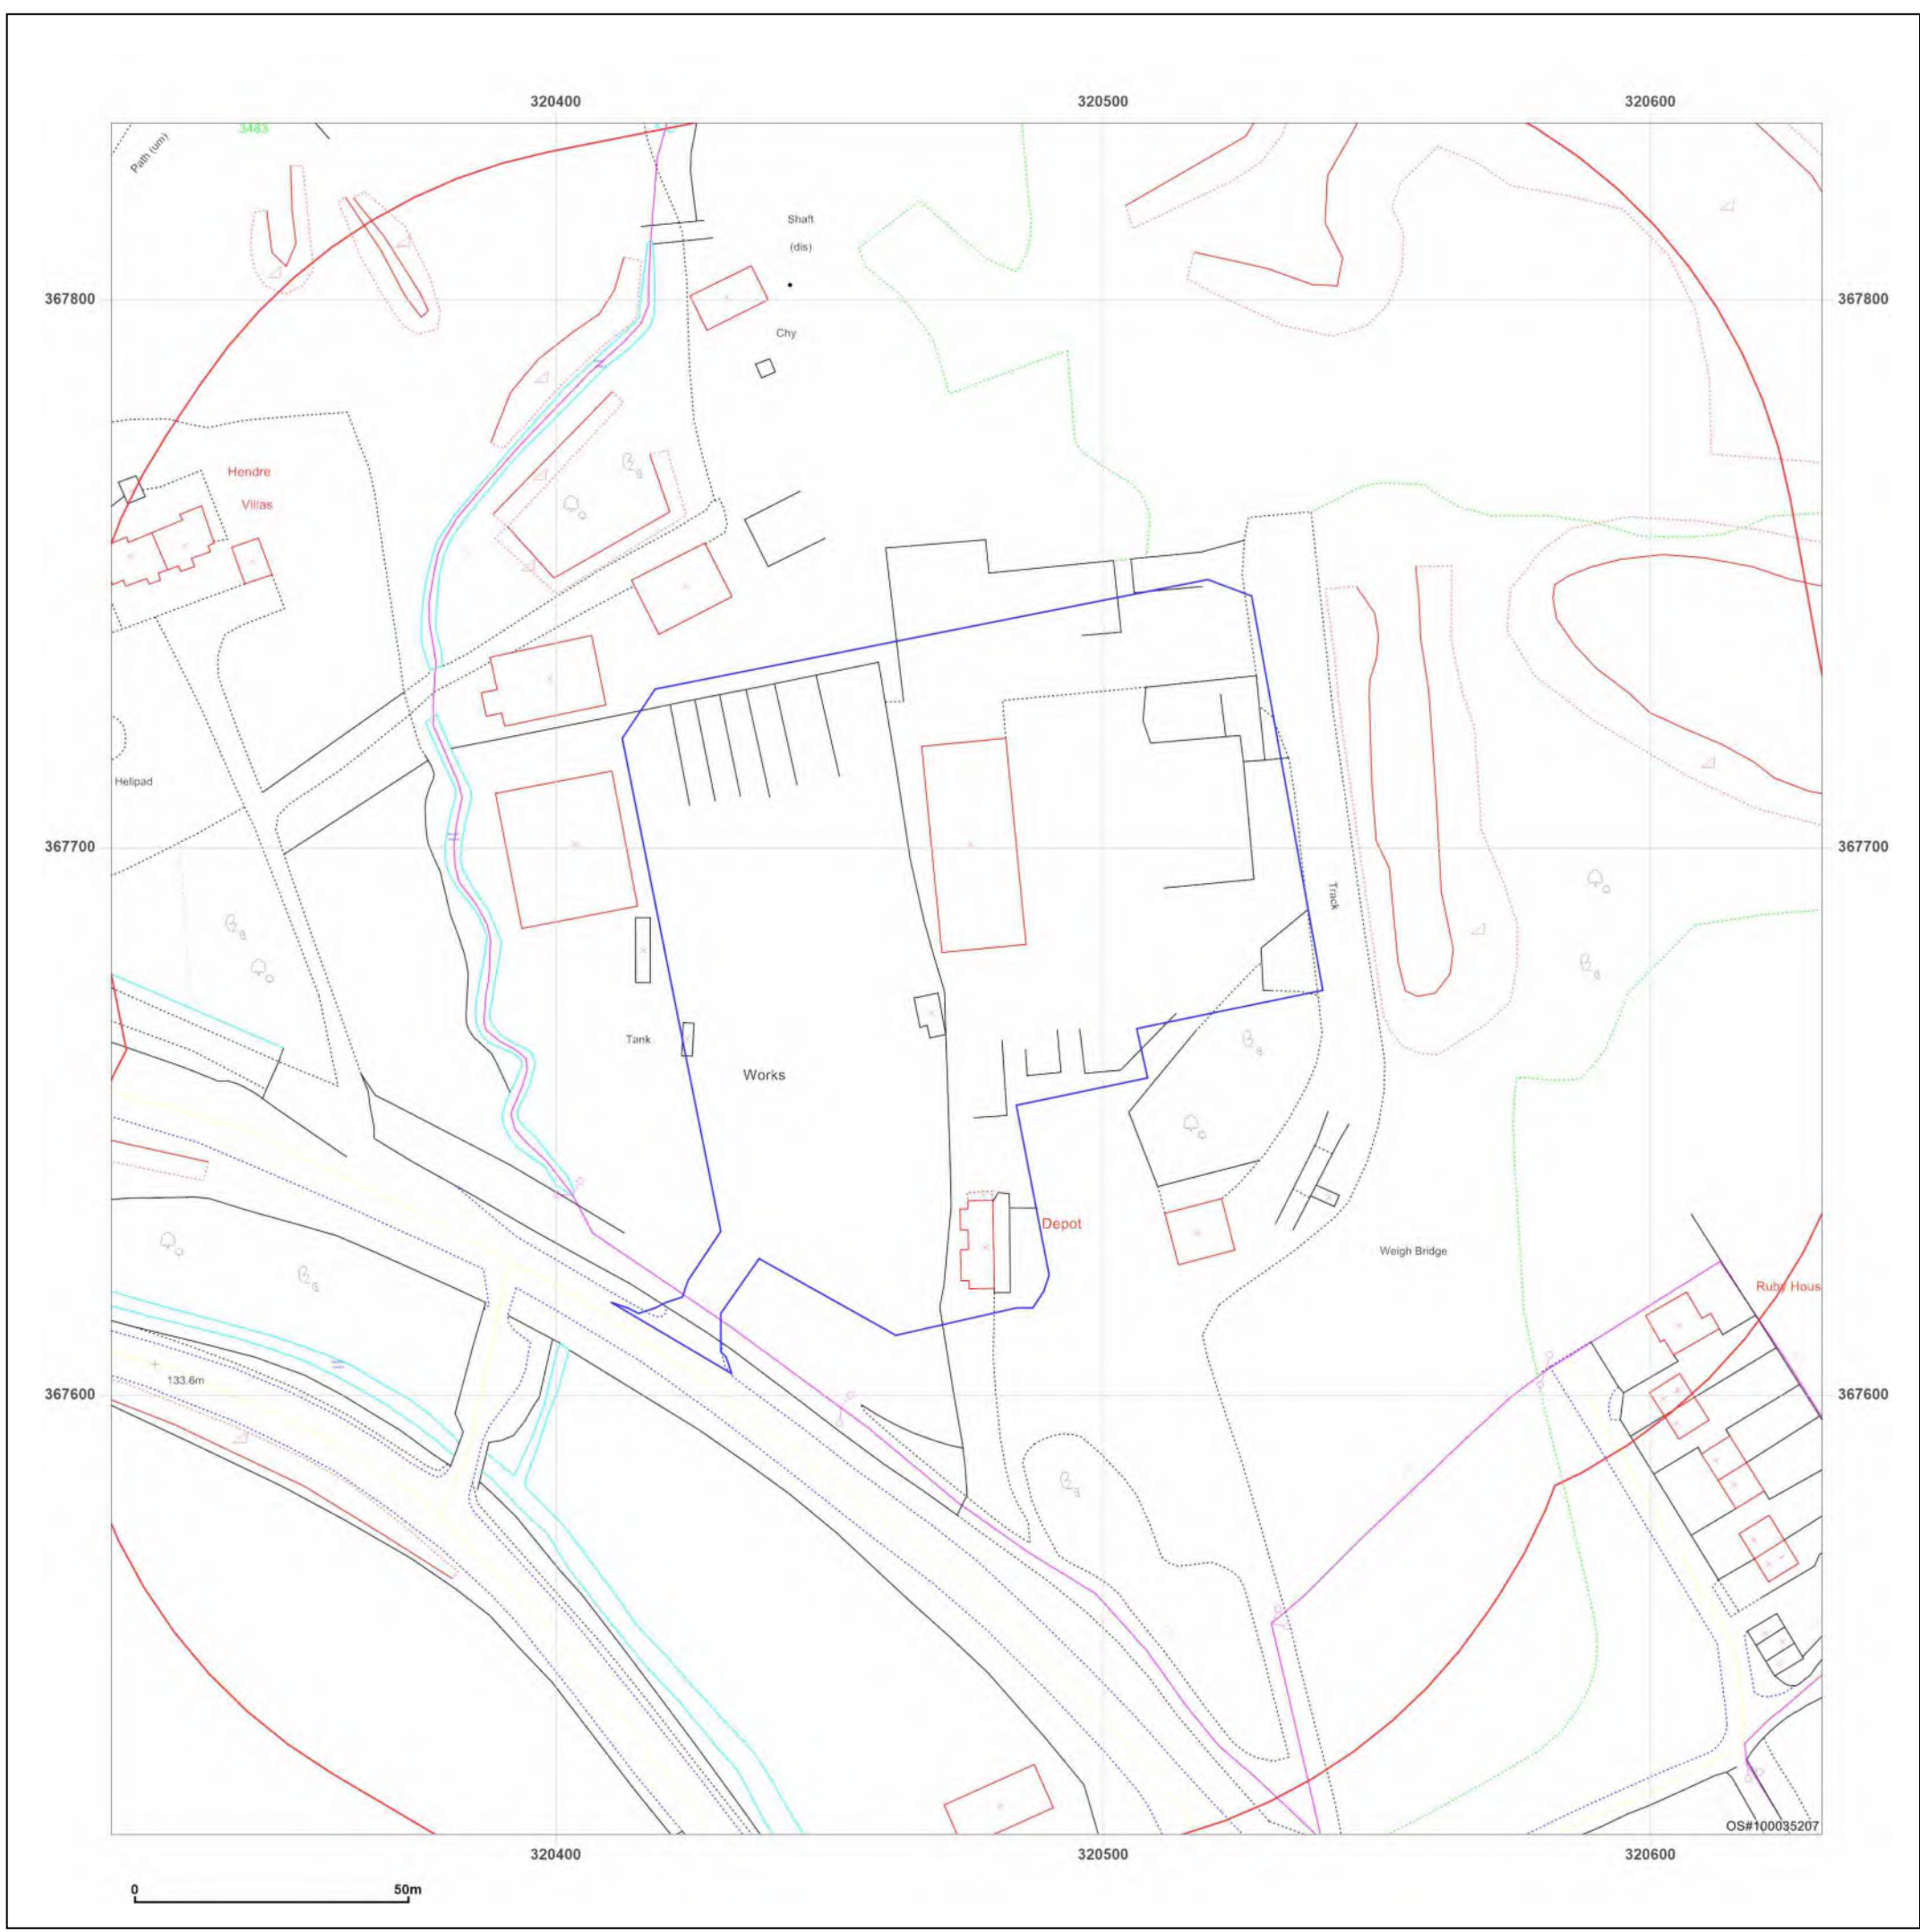 320400
320500
320600
3483
Path (um)
Shaft
(dis)
367800
367800
Chy
Hendre
Villas
Helipad
367700
367700
Track
Tank
Works
Depot
Weigh Bridge
Ruby Hous
133.6m
367600
367600
OS#100035207
320400
320500
320600
0
50m